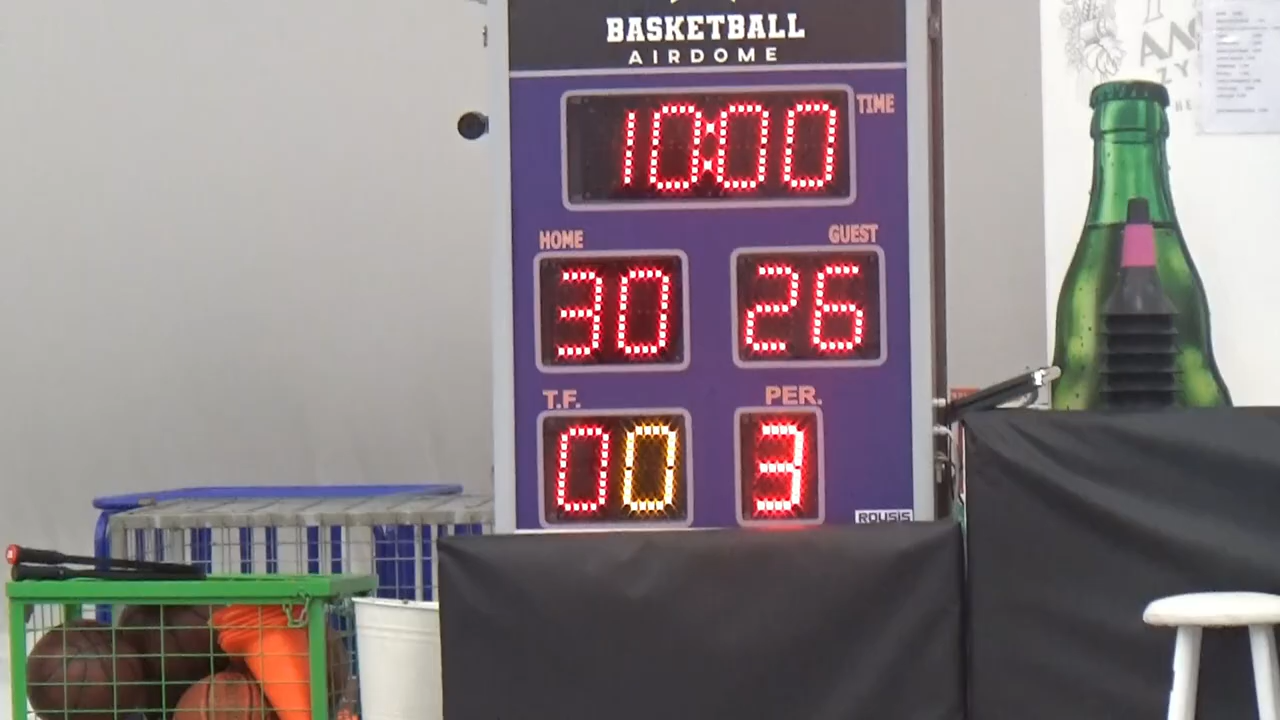 BASKETBALL
AIRDOME
TIME
10:00
HOME
GUEST
30
26
T.F.
PER.
00
3
ROUSIS